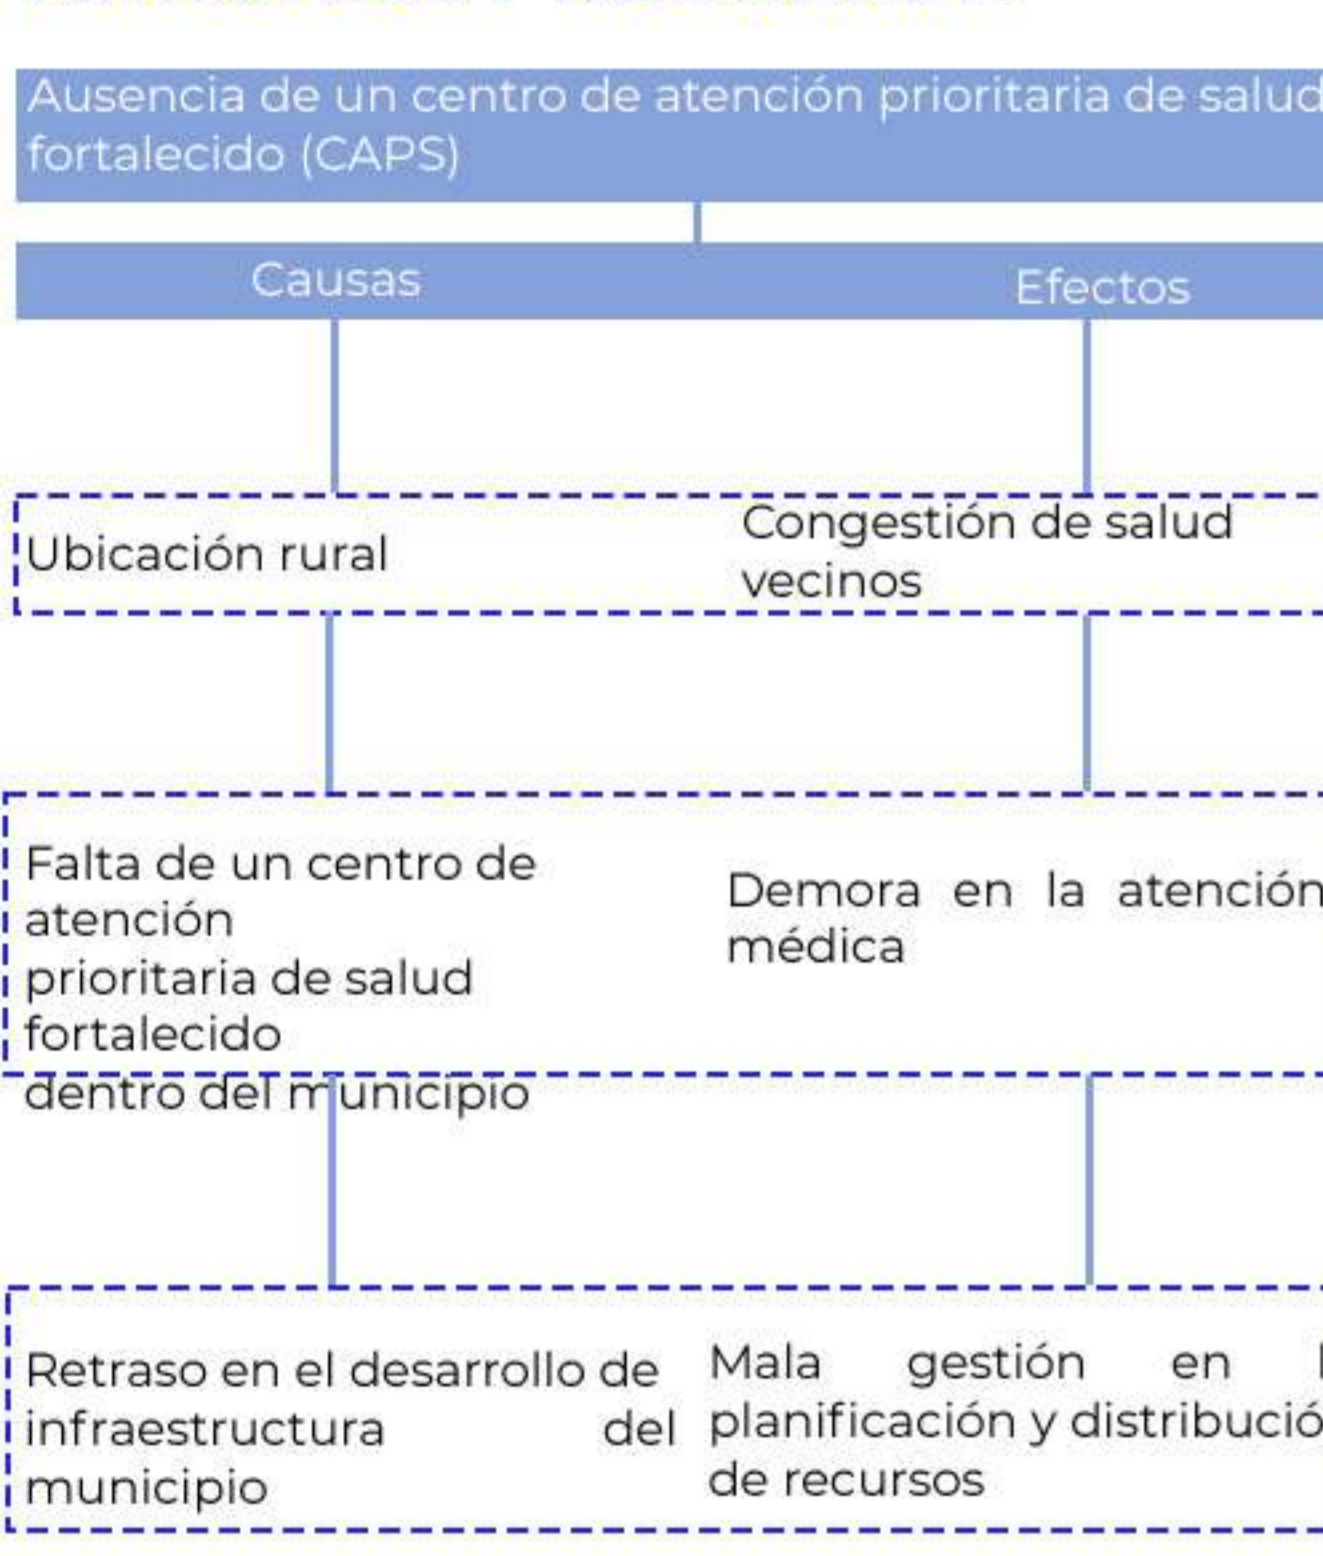 Ausencia de un centro de atención prioritaria de salud
fortalecido (CAPS)
Causas
Efectos
Ubicación rural
Congestión de salud
vecinos
Falta de un centro de
atención
prioritaria de salud
fortalecido
dentro del municipio
Demora en la atención
médica
Retraso en el desarrollo de
infraestructura del
municipio
Mala gestión en
planificación y distribució
de recursos